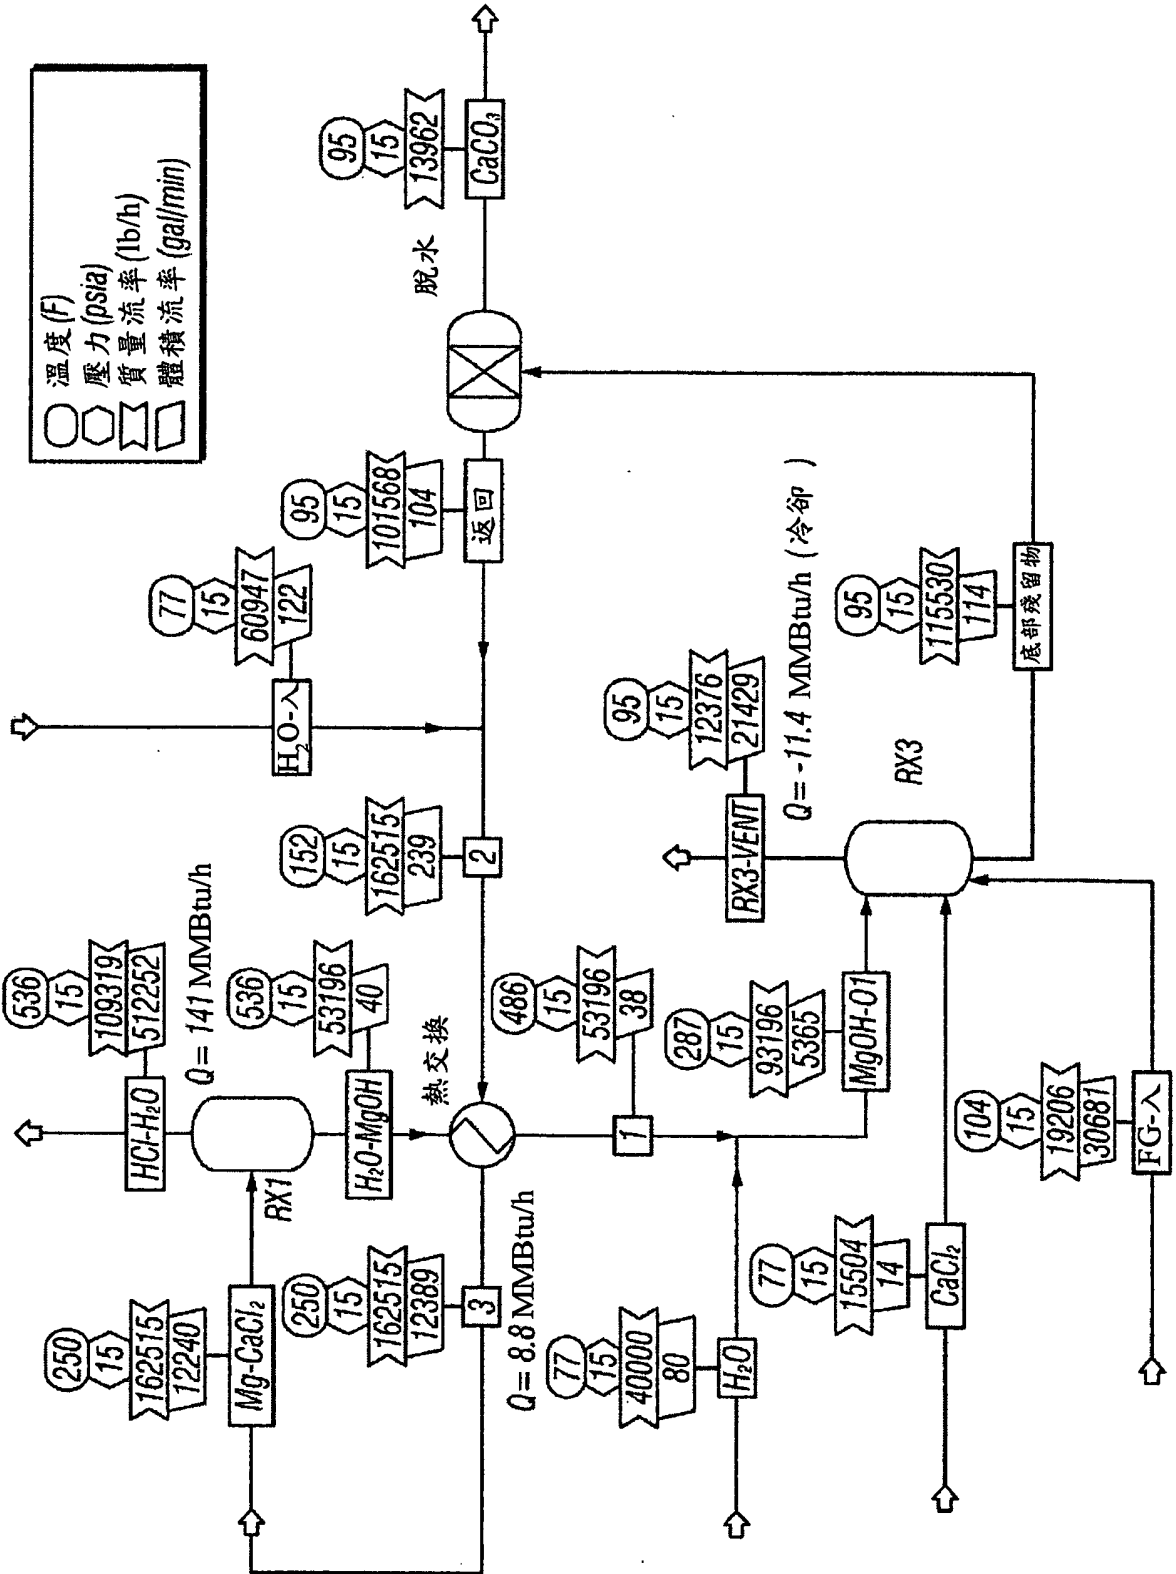 溫度(F)
壓力(psia)
質量流率(lb/h)
體積流率(gal/min)
536
15
109319
512252
HCl-H₂O
Q= 141 MMBtu/h
RX1
250
15
162515
12240
Mg-CaCl₂
536
15
53196
40
H₂O-MgOH
熱交換
250
15
162515
12389
3
Q= 8.8 MMBtu/h
152
15
162515
239
2
77
15
60947
122
H₂O-入
95
15
101568
104
返回
脫水
95
15
13962
CaCO₃
486
15
53196
38
1
77
15
40000
80
H₂O
287
15
93196
5365
MgOH-O1
77
15
15504
14
CaCl₂
104
15
19206
30681
FG-入
95
15
12376
21429
RX3-VENT
Q= -11.4 MMBtu/h (冷卻)
RX3
95
15
115530
114
底部殘留物